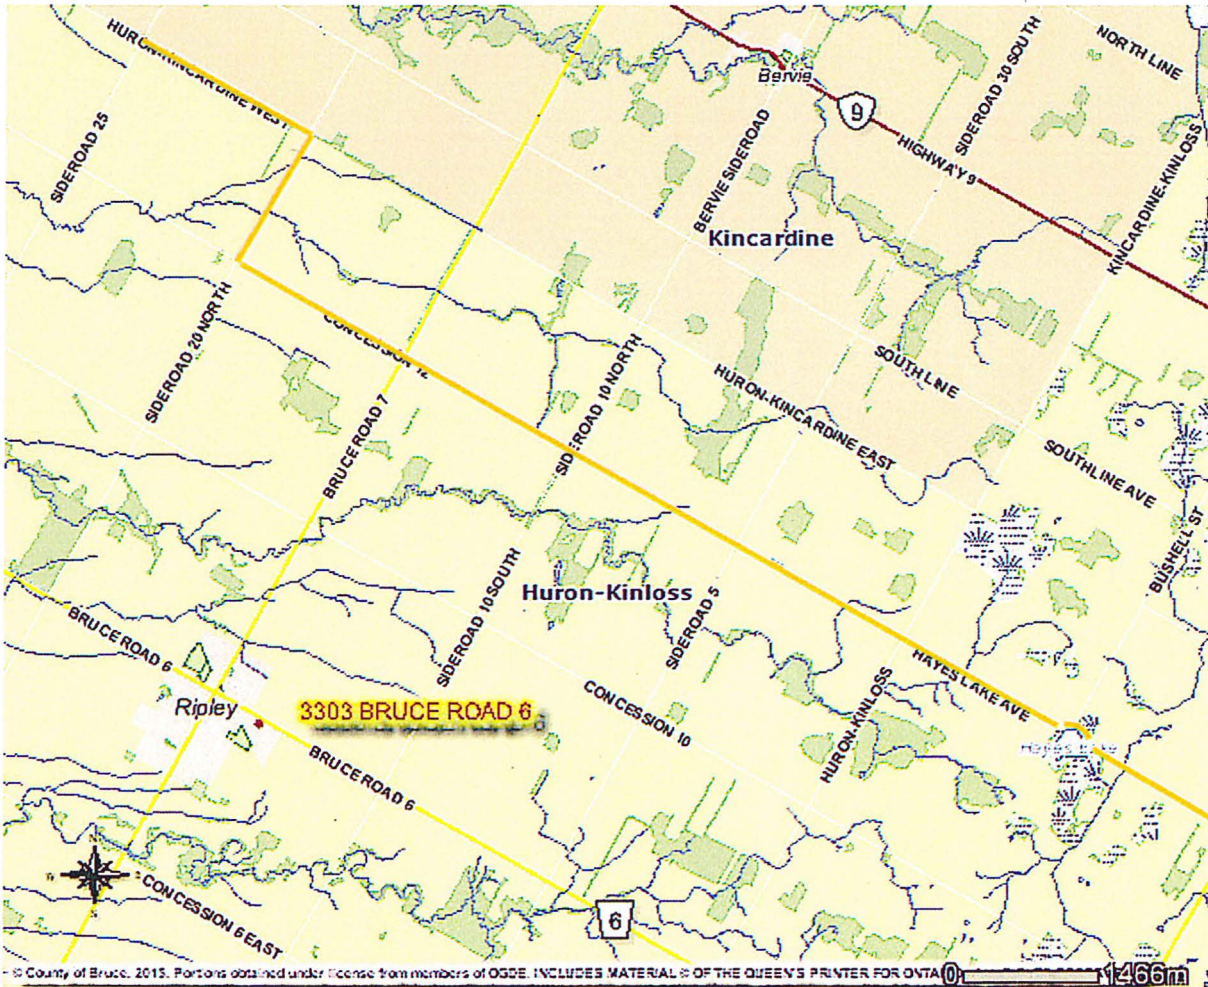 HURON-KINCARDINE WEST
NORTH LINE
SIDEROAD 30 SOUTH
Bervie
9
SIDEROAD 25
BERVIE SIDEROAD
HIGHWAY 9
KINCARDINE-KINLOSS
Kincardine
SIDEROAD 20 NORTH
CONCESSION 12
SIDEROAD 10 NORTH
SOUTH LINE
HURON-KINCARDINE EAST
BRUCE ROAD 7
SOUTHLINE AVE
BUSHELL ST
SIDEROAD 10 SOUTH
Huron-Kinloss
SIDEROAD 5
BRUCE ROAD 6
HAYES LAKE AVE
CONCESSION 10
HURON-KINLOSS
Ripley
3303 BRUCE ROAD 6
Hayes Lake
BRUCE ROAD 6
N
S
CONCESSION 6 EAST
6
© County of Bruce, 2015. Portions obtained under license from members of OGDE. INCLUDES MATERIAL © OF THE QUEEN'S PRINTER FOR
0 1466m